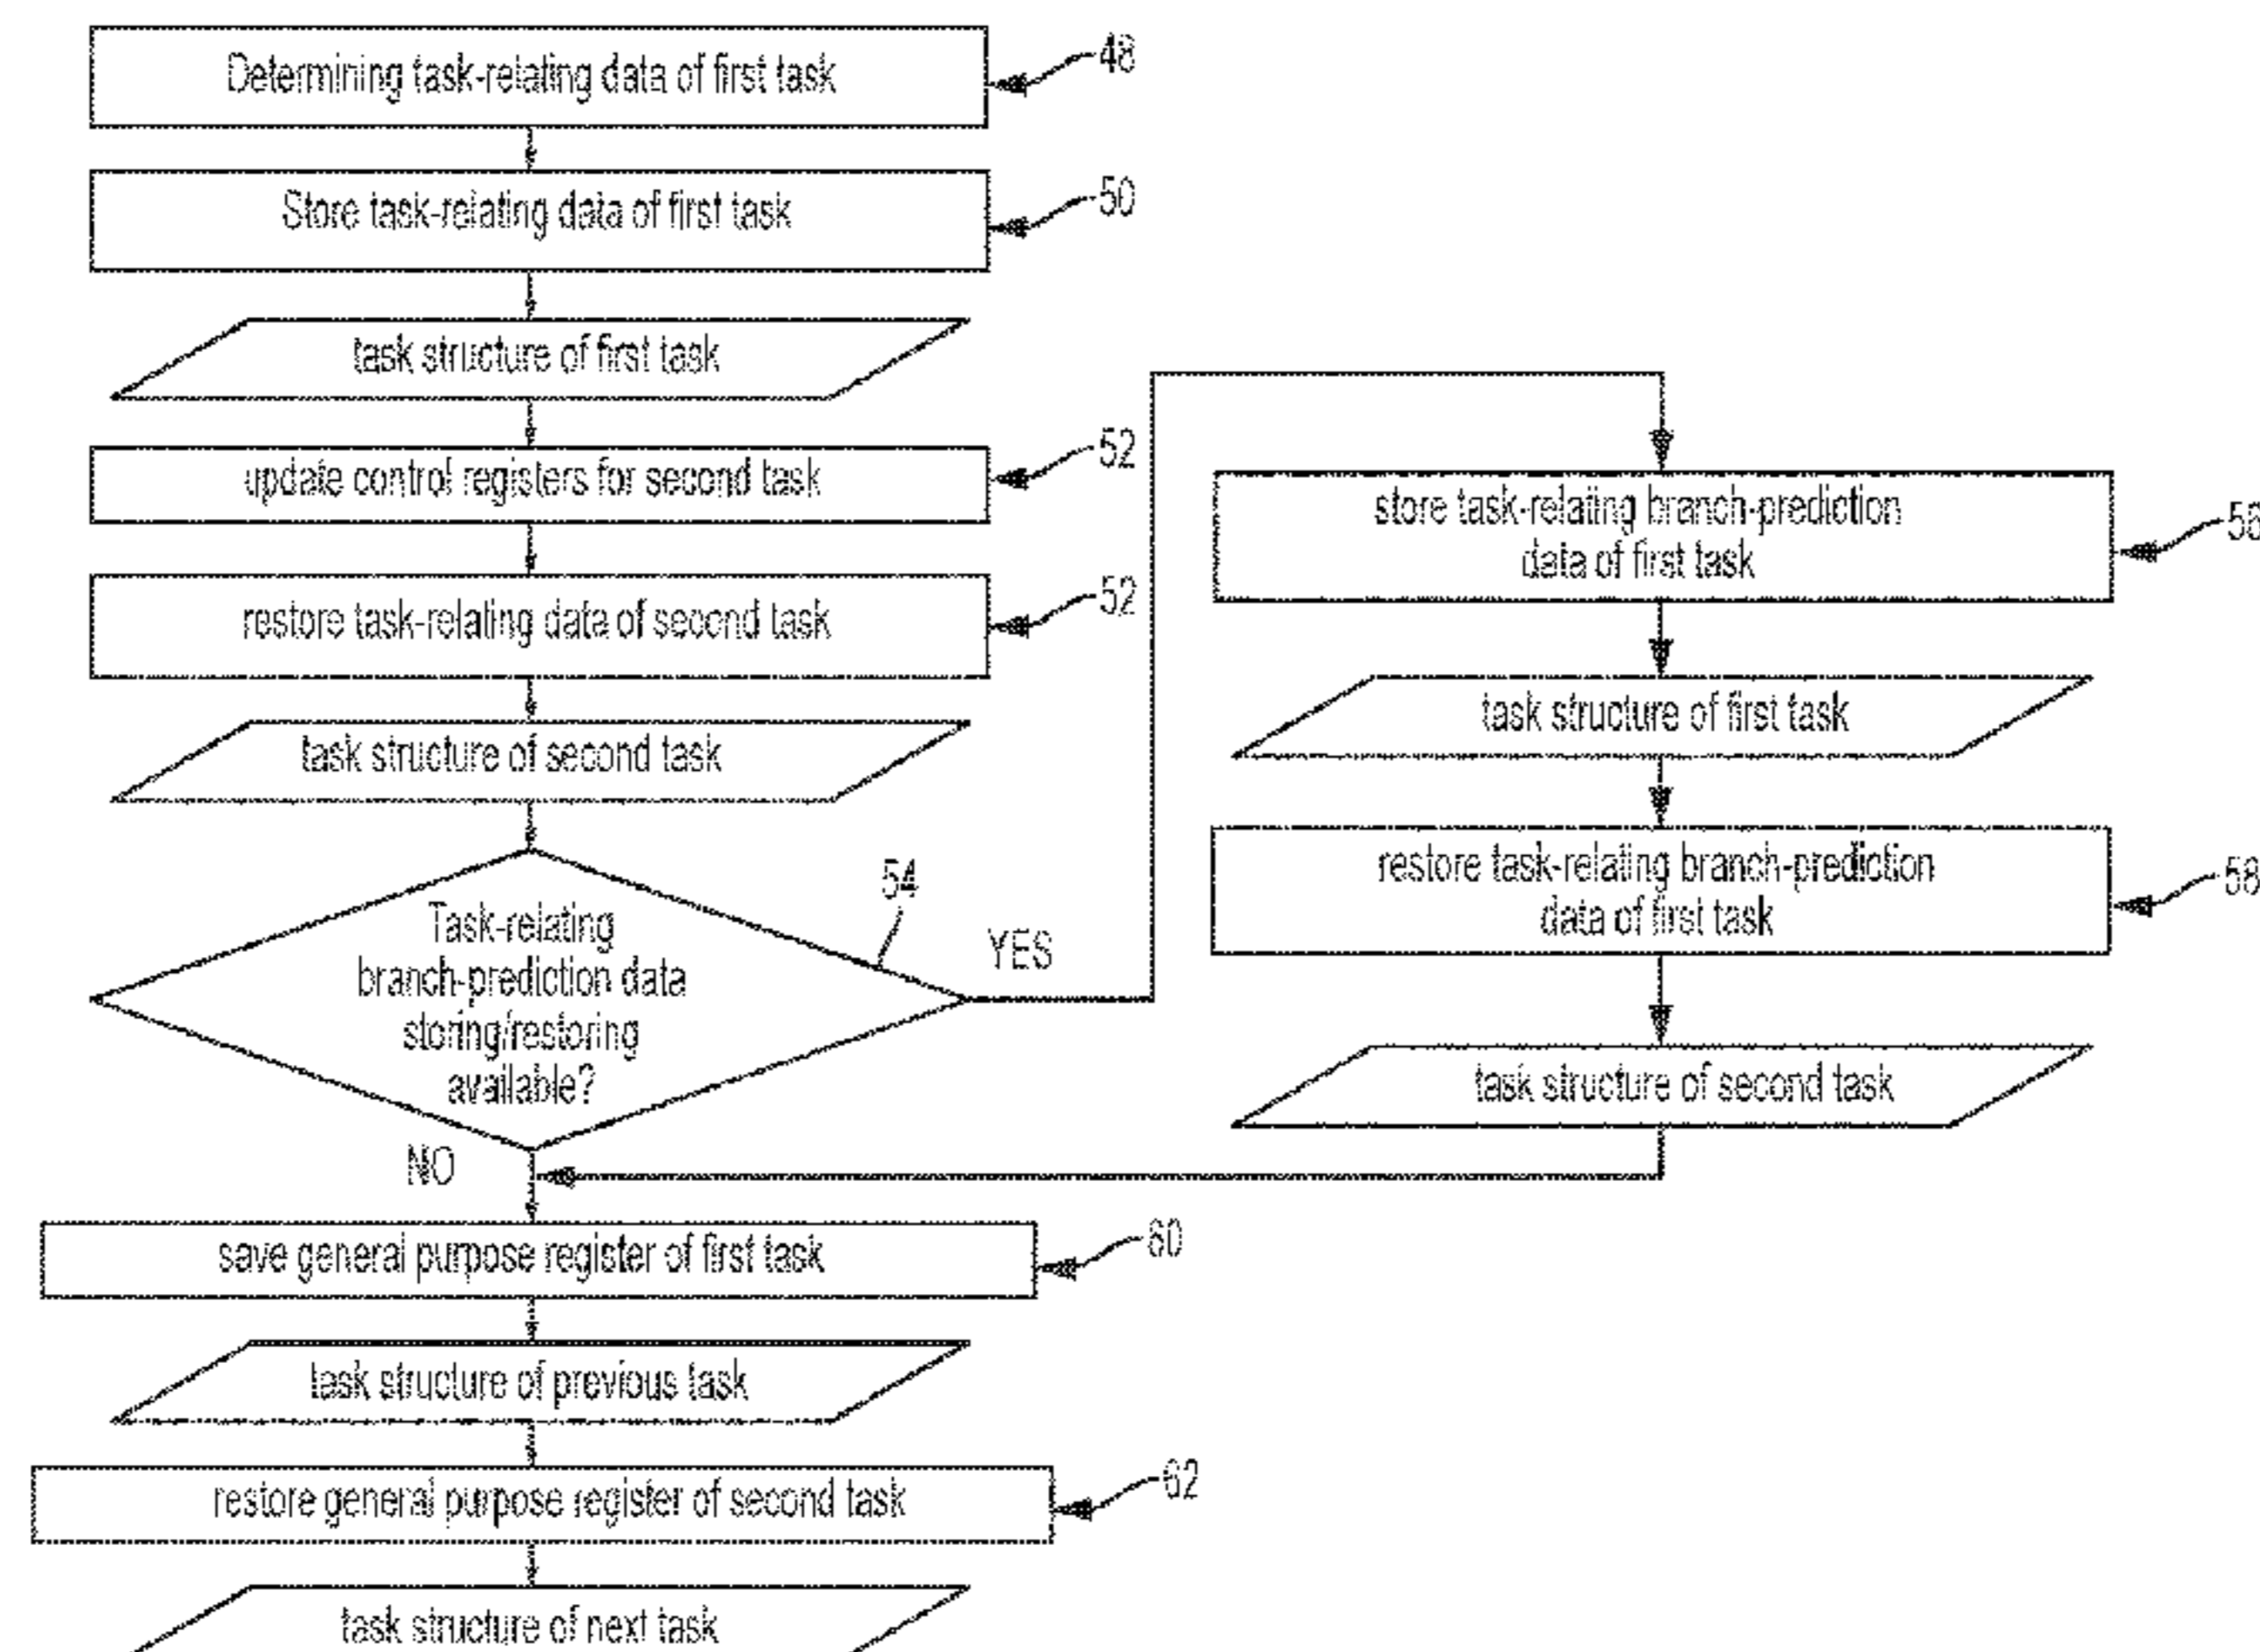 Determining task-relating data of first task
48
Store task-relating data of first task
50
task structure of first task
update control registers for second task
52
restore task-relating data of second task
52
task structure of second task
Task-relating
branch-prediction data
storing/restoring
available?
54
YES
NO
store task-relating branch-prediction
data of first task
56
task structure of first task
restore task-relating branch-prediction
data of first task
58
task structure of second task
save general purpose register of first task
60
task structure of previous task
restore general purpose register of second task
62
task structure of next task